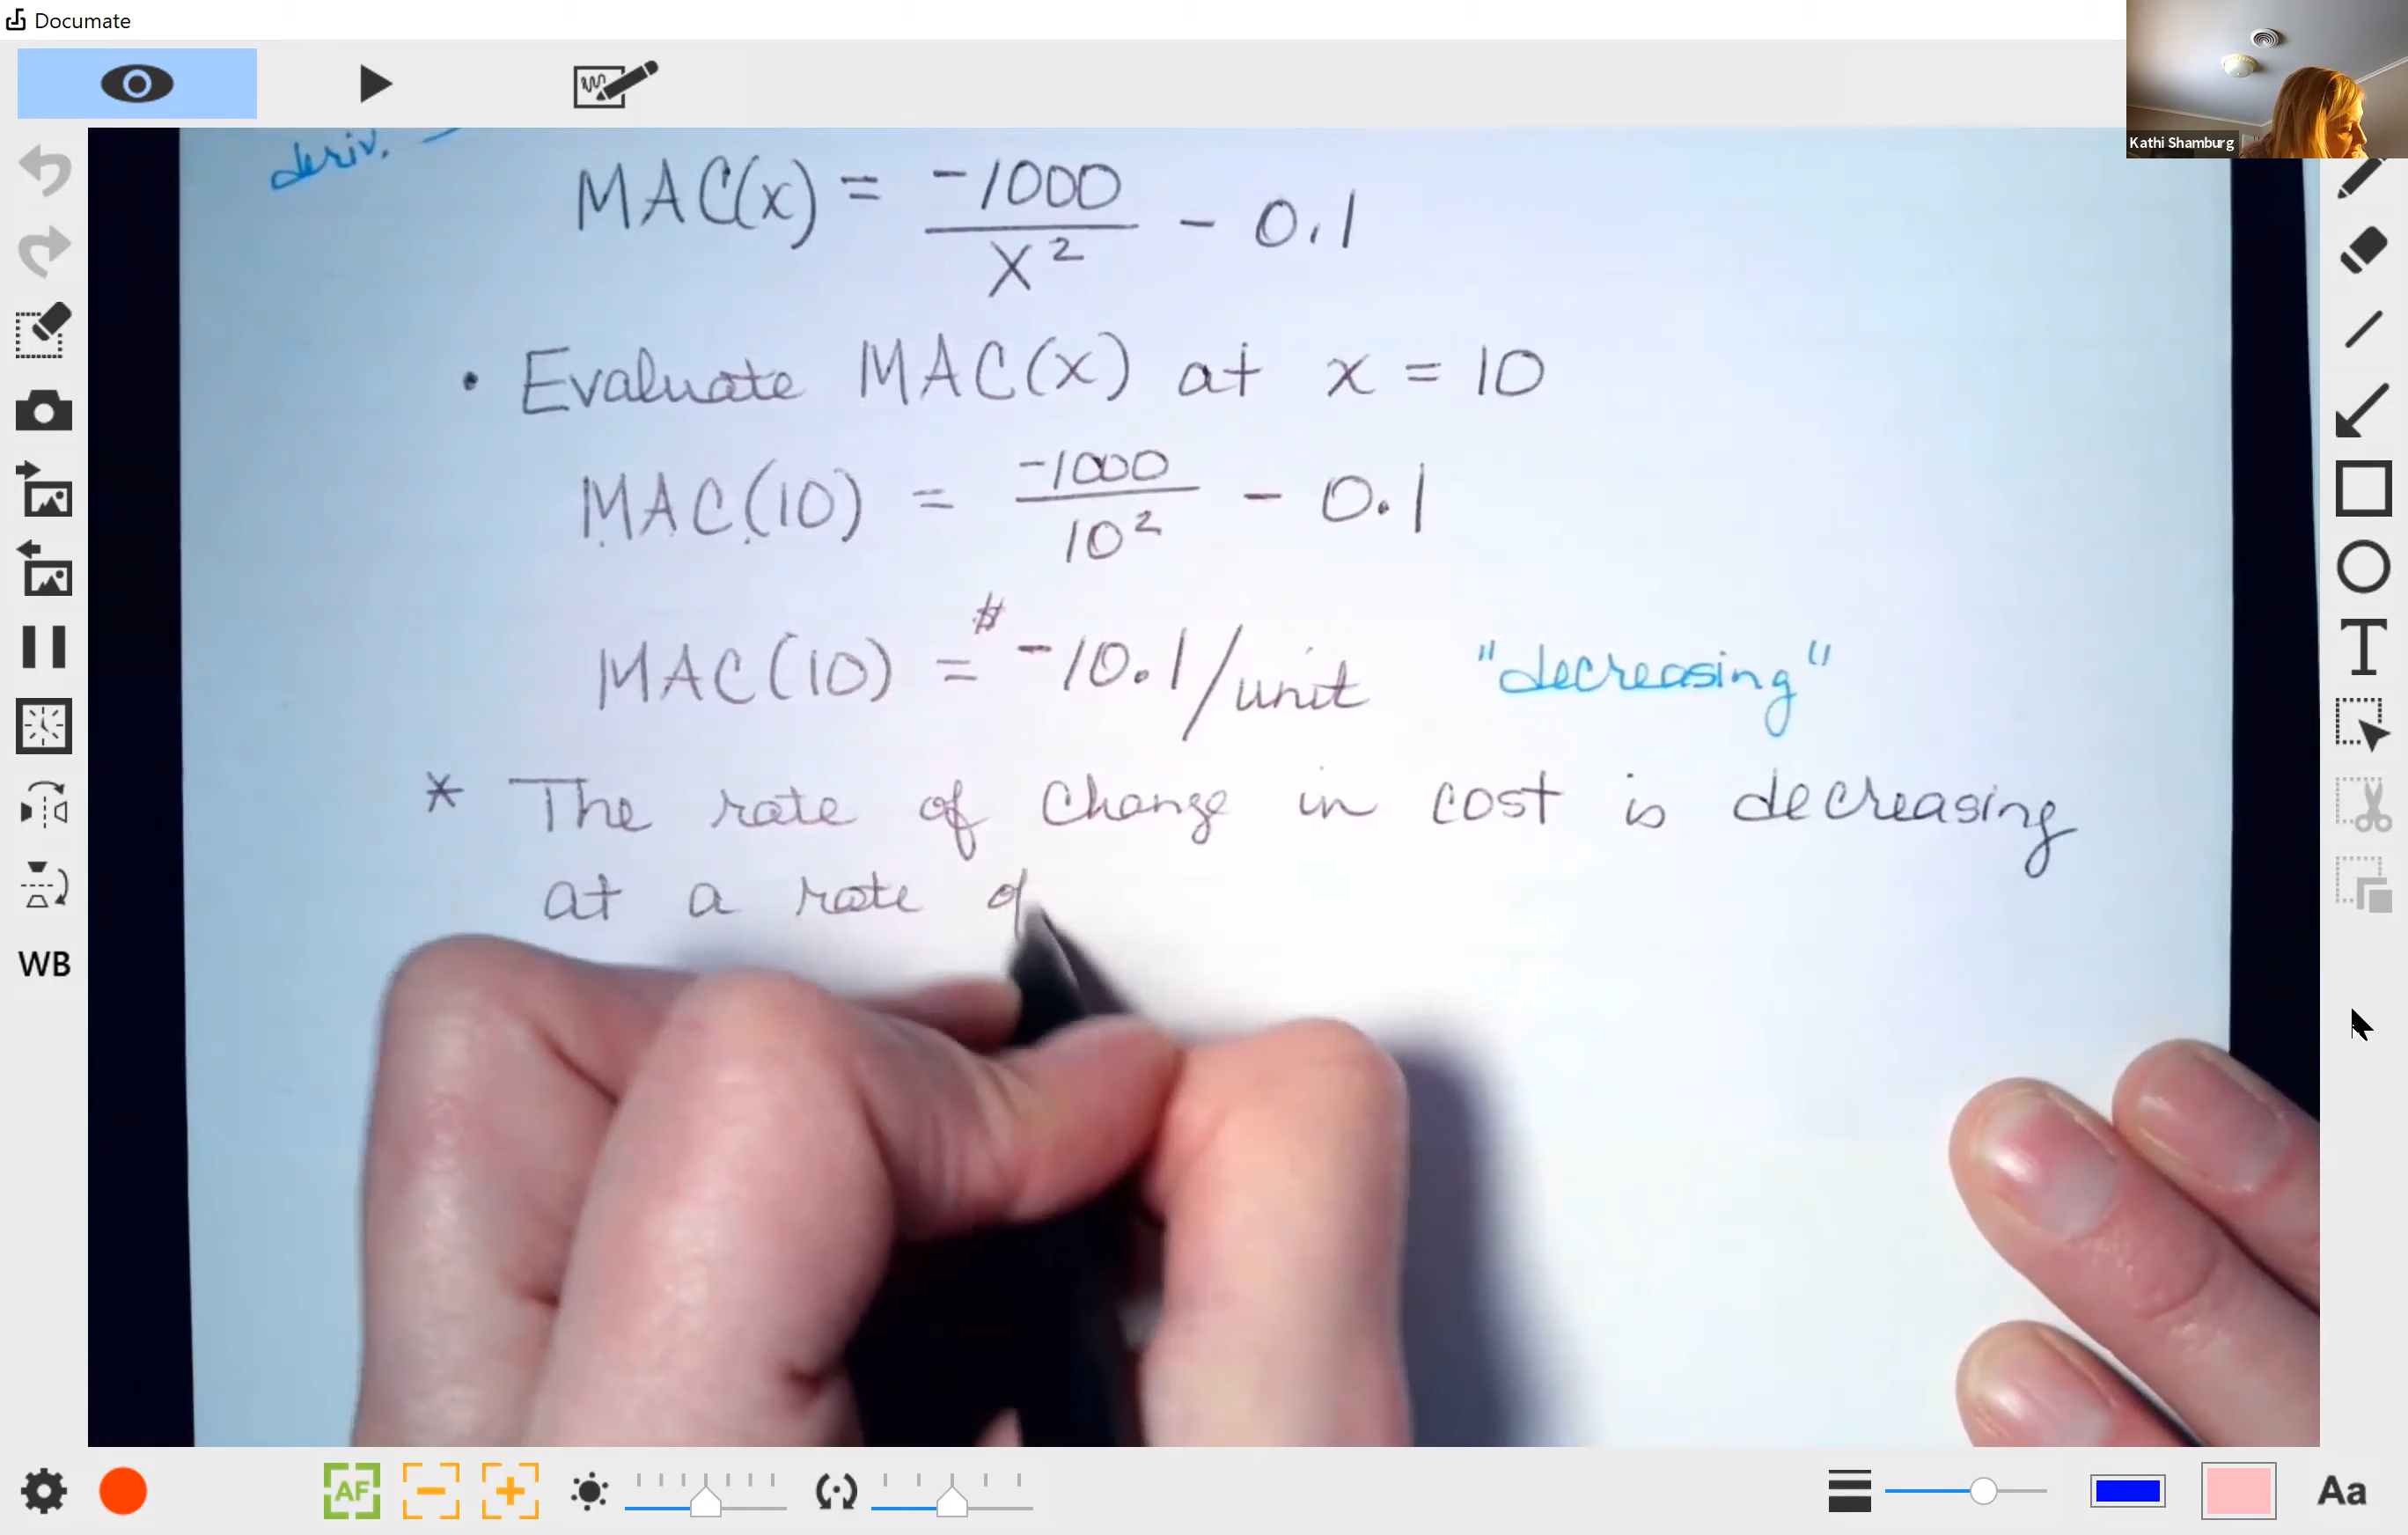 Documate
Kathi Shamburg
deriv.
MAC(x) = -1000/x² - 0.1
• Evaluate MAC(x) at x = 10
MAC(10) = -1000/10² - 0.1
MAC(10) = $-10.1/unit "decreasing"
* The rate of change in cost is decreasing
at a rate of
WB
T
AF
Aa